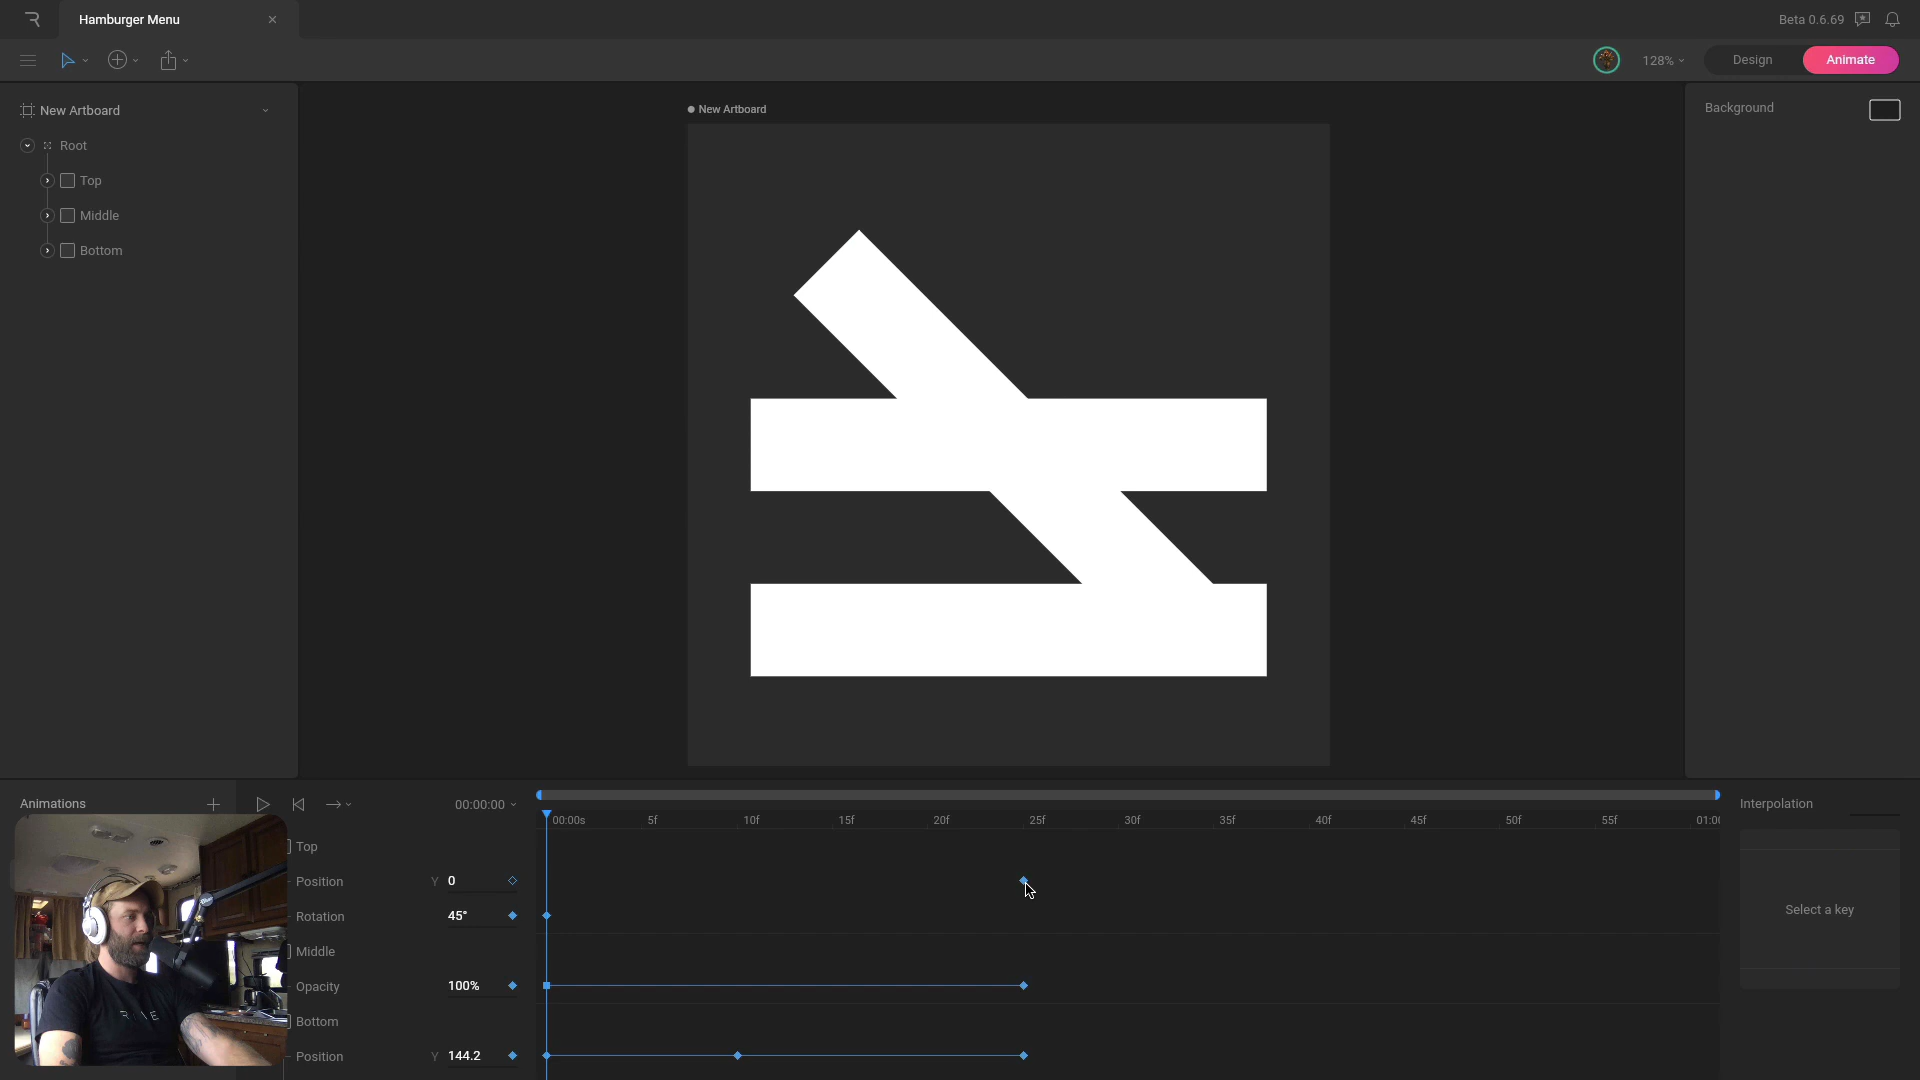 Hamburger Menu
Beta 0.6.69
128%
Design
Animate
New Artboard
Root
Top
Middle
Bottom
New Artboard
Background
Animations
00:00:00
00:00s
5f
10f
15f
20f
25f
30f
35f
40f
45f
50f
55f
Top
Position
Y
0
Rotation
45°
Middle
Opacity
100%
Bottom
Position
Y
144.2
Interpolation
Select a key